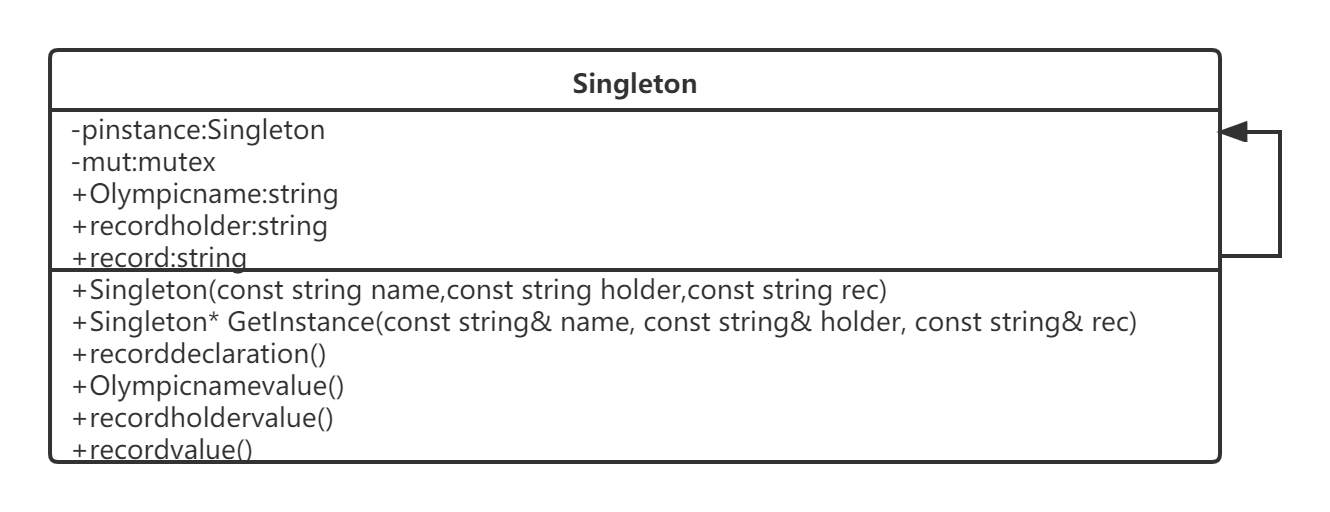 Singleton
-pinstance:Singleton
-mut:mutex
+Olympicname:string
+recordholder:string
+record:string
+Singleton(const string name,const string holder,const string rec)
+Singleton* GetInstance(const string& name, const string& holder, const string& rec)
+recorddeclaration()
+Olympicnamevalue()
+recordholdervalue()
+recordvalue()